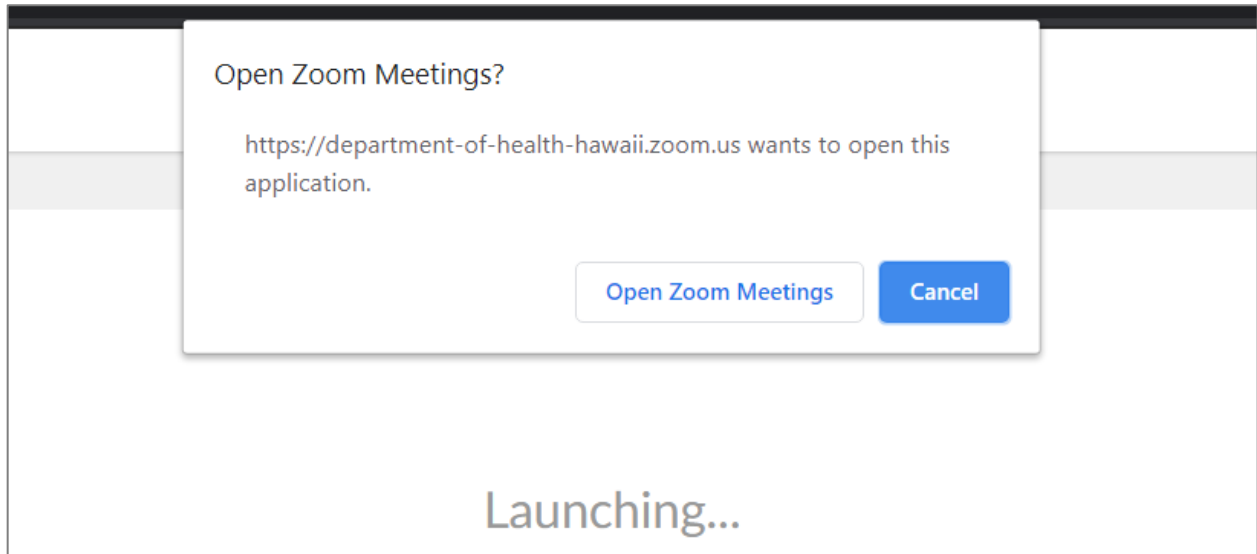 Open Zoom Meetings?
https://department-of-health-hawaii.zoom.us wants to open this
application.
Open Zoom Meetings
Cancel
Launching...